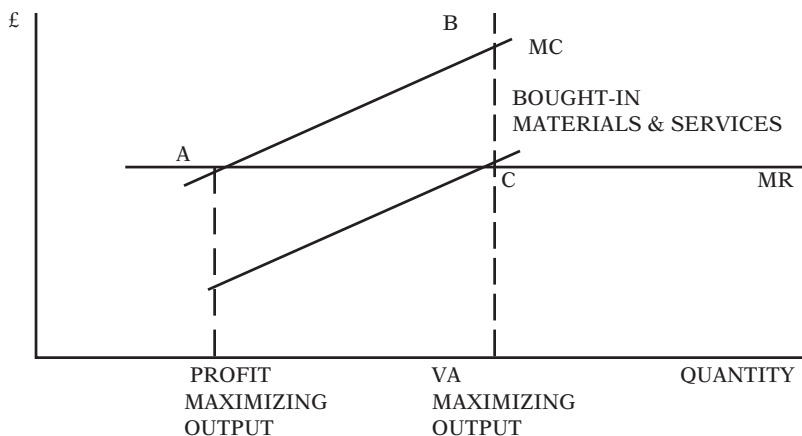 £
B
MC
BOUGHT-IN
MATERIALS & SERVICES
A
C
MR
PROFIT
MAXIMIZING
OUTPUT
VA
MAXIMIZING
OUTPUT
QUANTITY